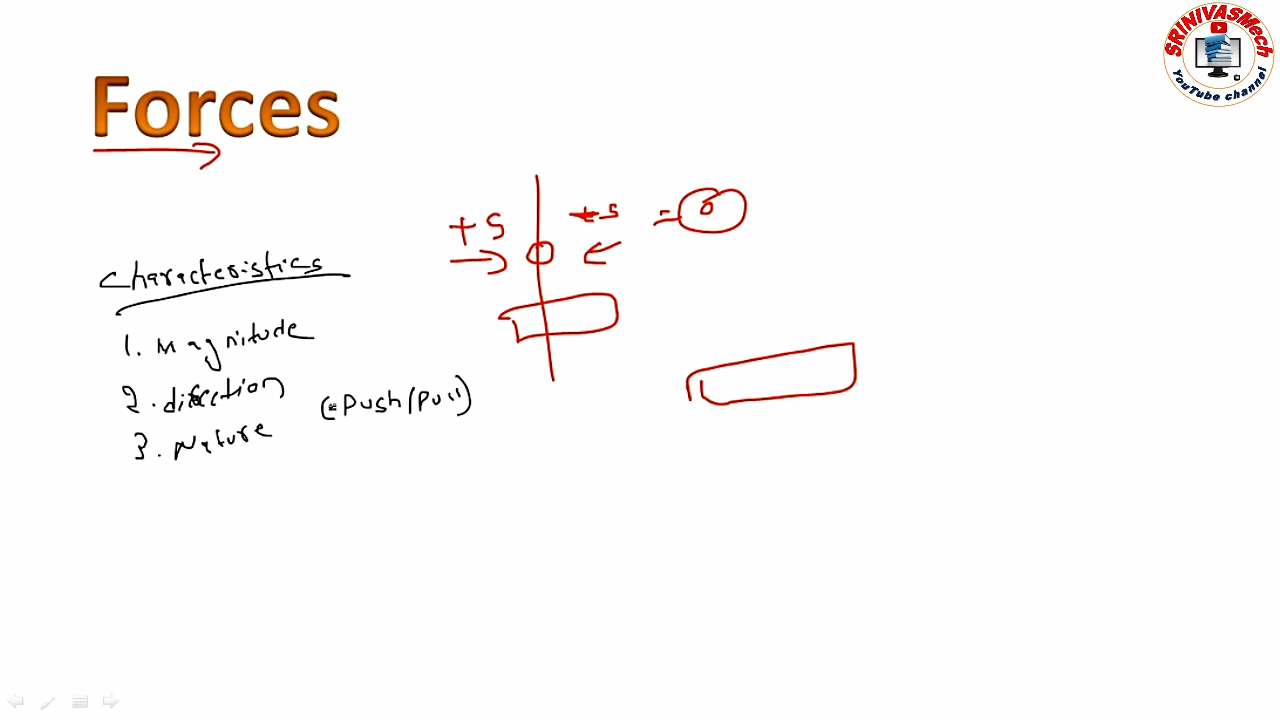 SRINIVASMech
YouTube channel
Forces
+5 +5 = 0
Characteristics
1. Magnitude
2. direction
3. Nature (Push/Pull)